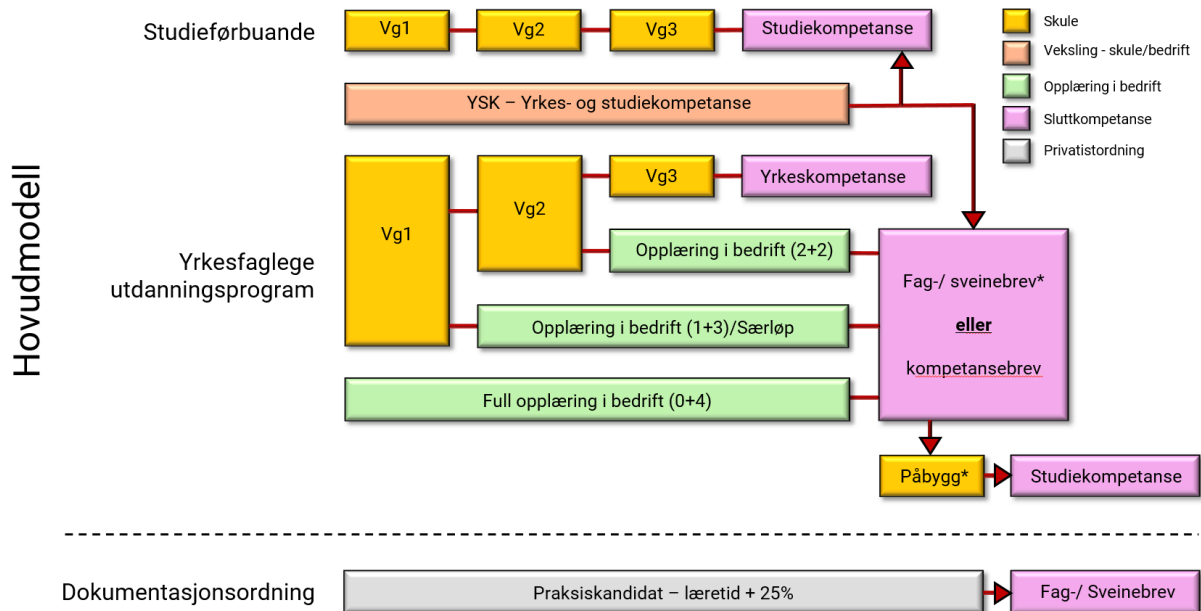 Hovudmodell
Studieførbuande
Vg1
Vg2
Vg3
Studiekompetanse
YSK – Yrkes- og studiekompetanse
Yrkesfaglege
utdanningsprogram
Vg1
Vg2
Vg3
Yrkeskompetanse
Opplæring i bedrift (2+2)
Opplæring i bedrift (1+3)/Særløp
Full opplæring i bedrift (0+4)
Fag-/ sveinebrev*
eller
kompetansebrev
Påbygg*
Studiekompetanse
Dokumentasjonsordning
Praksiskandidat – læretid + 25%
Fag-/ Sveinebrev
Skule
Veksling - skule/bedrift
Opplæring i bedrift
Sluttkompetanse
Privatistordning